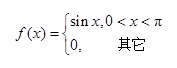 f(x) = { sin x, 0 < x < π
0, 其它